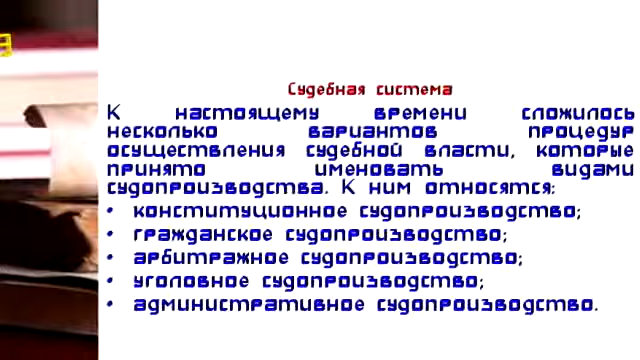 Судебная система
К настоящему времени сложилось
несколько вариантов процедур
осуществления судебной власти, которые
принято именовать видами
судопроизводства. К ним относятся:
• конституционное судопроизводство;
• гражданское судопроизводство;
• арбитражное судопроизводство;
• уголовное судопроизводство;
• административное судопроизводство.